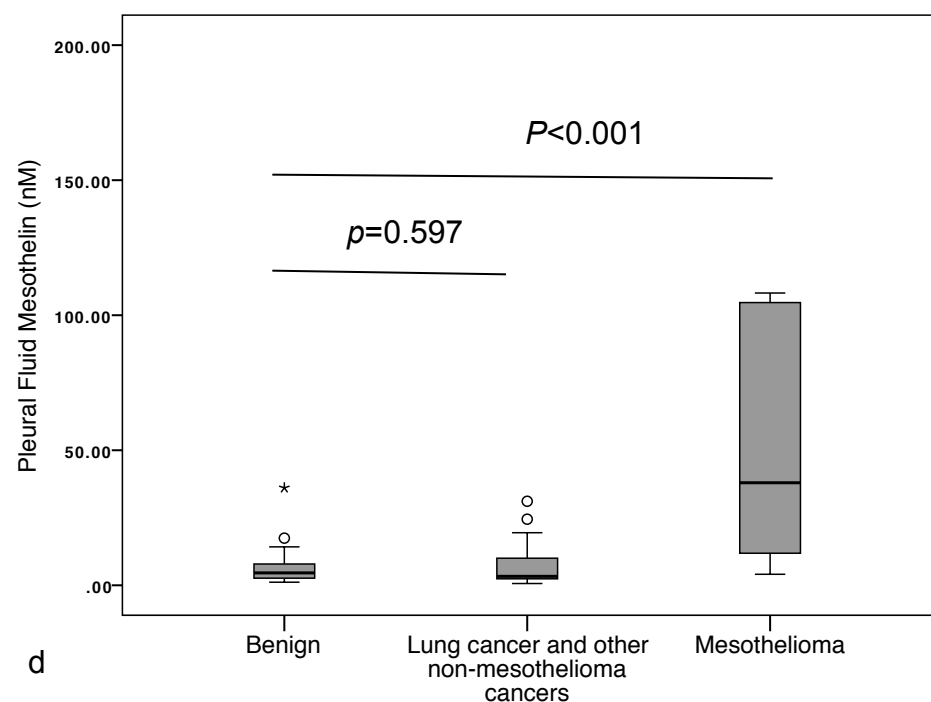 200.00
P<0.001
150.00
p=0.597
100.00
50.00
.00
Pleural Fluid Mesothelin (nM)
Benign
Lung cancer and other
non-mesothelioma
cancers
Mesothelioma
d